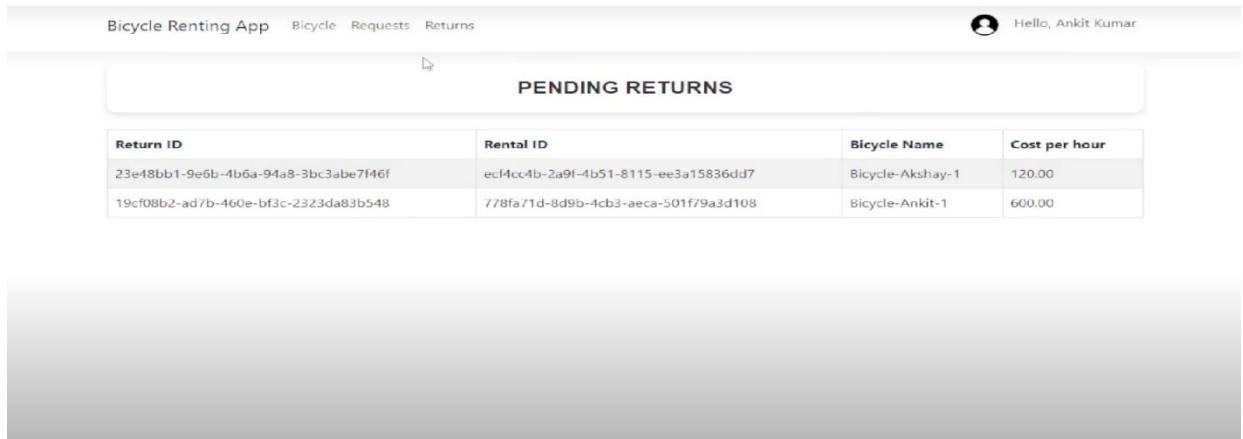 Bicycle Renting App Bicycle Requests Returns Hello, Ankit Kumar
PENDING RETURNS
Return ID Rental ID Bicycle Name Cost per hour
23e48bb1-9e6b-4b6a-94a8-3bc3abe7f46f ecf4cc4b-2a9f-4b51-8115-ee3a15836dd7 Bicycle-Akshay-1 120.00
19cf08b2-ad7b-460e-bf3c-2323da83b548 778fa71d-8d9b-4cb3-aeca-501f79a3d108 Bicycle-Ankit-1 600.00